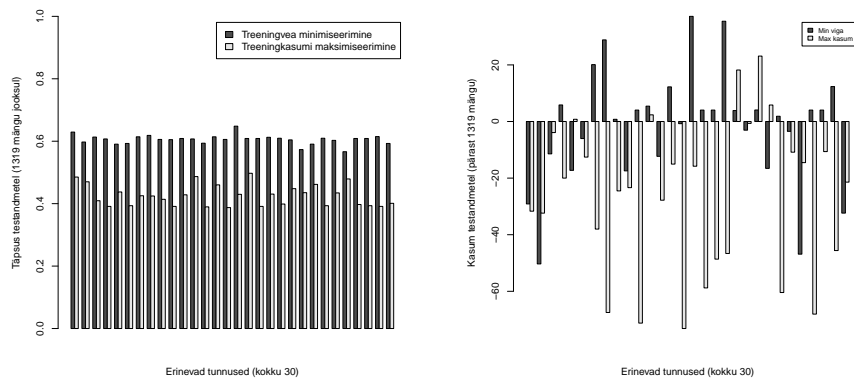 1.0
0.8
0.6
0.4
0.2
0.0
Täpsus testandmetel (1319 mängu jooksul)
Treeningvea minimiseerimine
Treeningkasumi maksimiseerimine
Erinevad tunnused (kokku 30)
20
0
−20
−40
−60
Kasum testandmetel (pärast 1319 mängu)
Min viga
Max kasum
Erinevad tunnused (kokku 30)